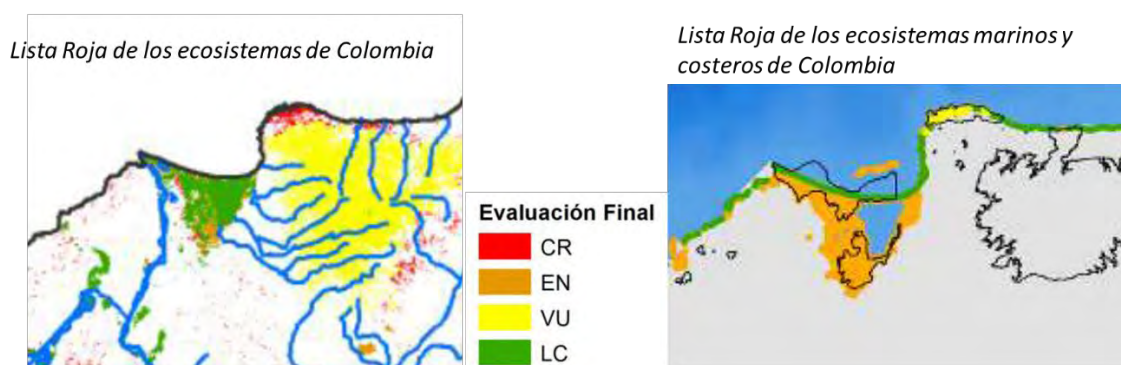 Lista Roja de los ecosistemas de Colombia
Lista Roja de los ecosistemas marinos y
costeros de Colombia
Evaluación Final
CR
EN
VU
LC